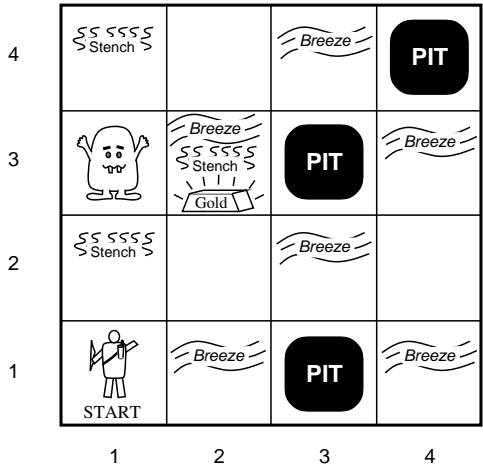 4
Stench
Breeze
PIT
3
Breeze
Stench
Gold
PIT
Breeze
2
Stench
Breeze
1
START
Breeze
PIT
Breeze
1 2 3 4